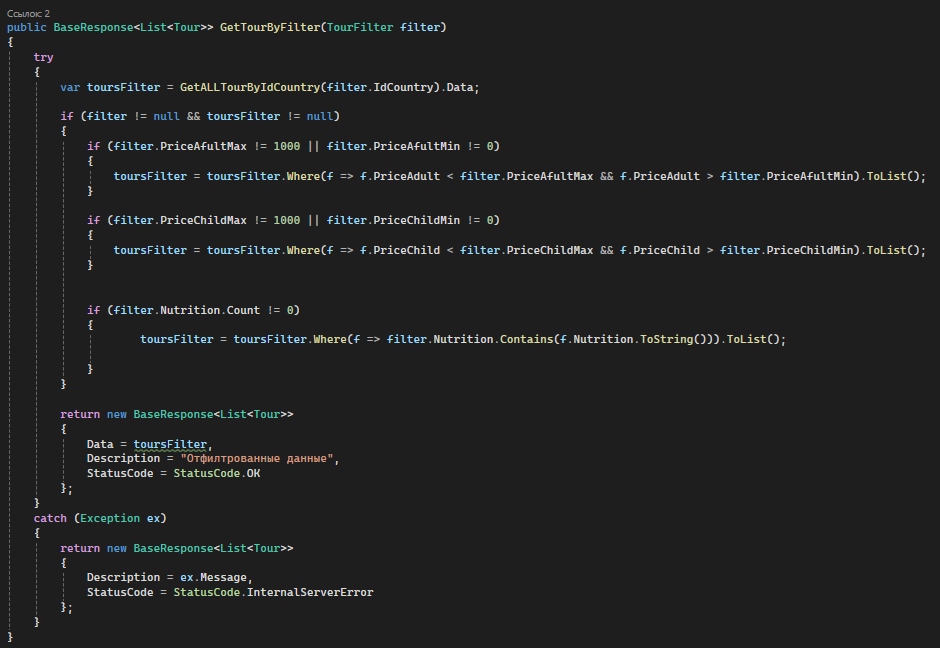 Ссылок: 2
public BaseResponse<List<Tour>> GetTourByFilter(TourFilter filter)
{
    try
    {
        var toursFilter = GetALLTourByIdCountry(filter.IdCountry).Data;

        if (filter != null && toursFilter != null)
        {
            if (filter.PriceAfultMax != 1000 || filter.PriceAfultMin != 0)
            {
                toursFilter = toursFilter.Where(f => f.PriceAdult < filter.PriceAfultMax && f.PriceAdult > filter.PriceAfultMin).ToList();
            }

            if (filter.PriceChildMax != 1000 || filter.PriceChildMin != 0)
            {
                toursFilter = toursFilter.Where(f => f.PriceChild < filter.PriceChildMax && f.PriceChild > filter.PriceChildMin).ToList();
            }


            if (filter.Nutrition.Count != 0)
            {
                    toursFilter = toursFilter.Where(f => filter.Nutrition.Contains(f.Nutrition.ToString())).ToList();

            }
        }

        return new BaseResponse<List<Tour>>
        {
            Data = toursFilter,
            Description = "Отфилтрованные данные",
            StatusCode = StatusCode.OK
        };
    }
    catch (Exception ex)
    {
        return new BaseResponse<List<Tour>>
        {
            Description = ex.Message,
            StatusCode = StatusCode.InternalServerError
        };
    }
}